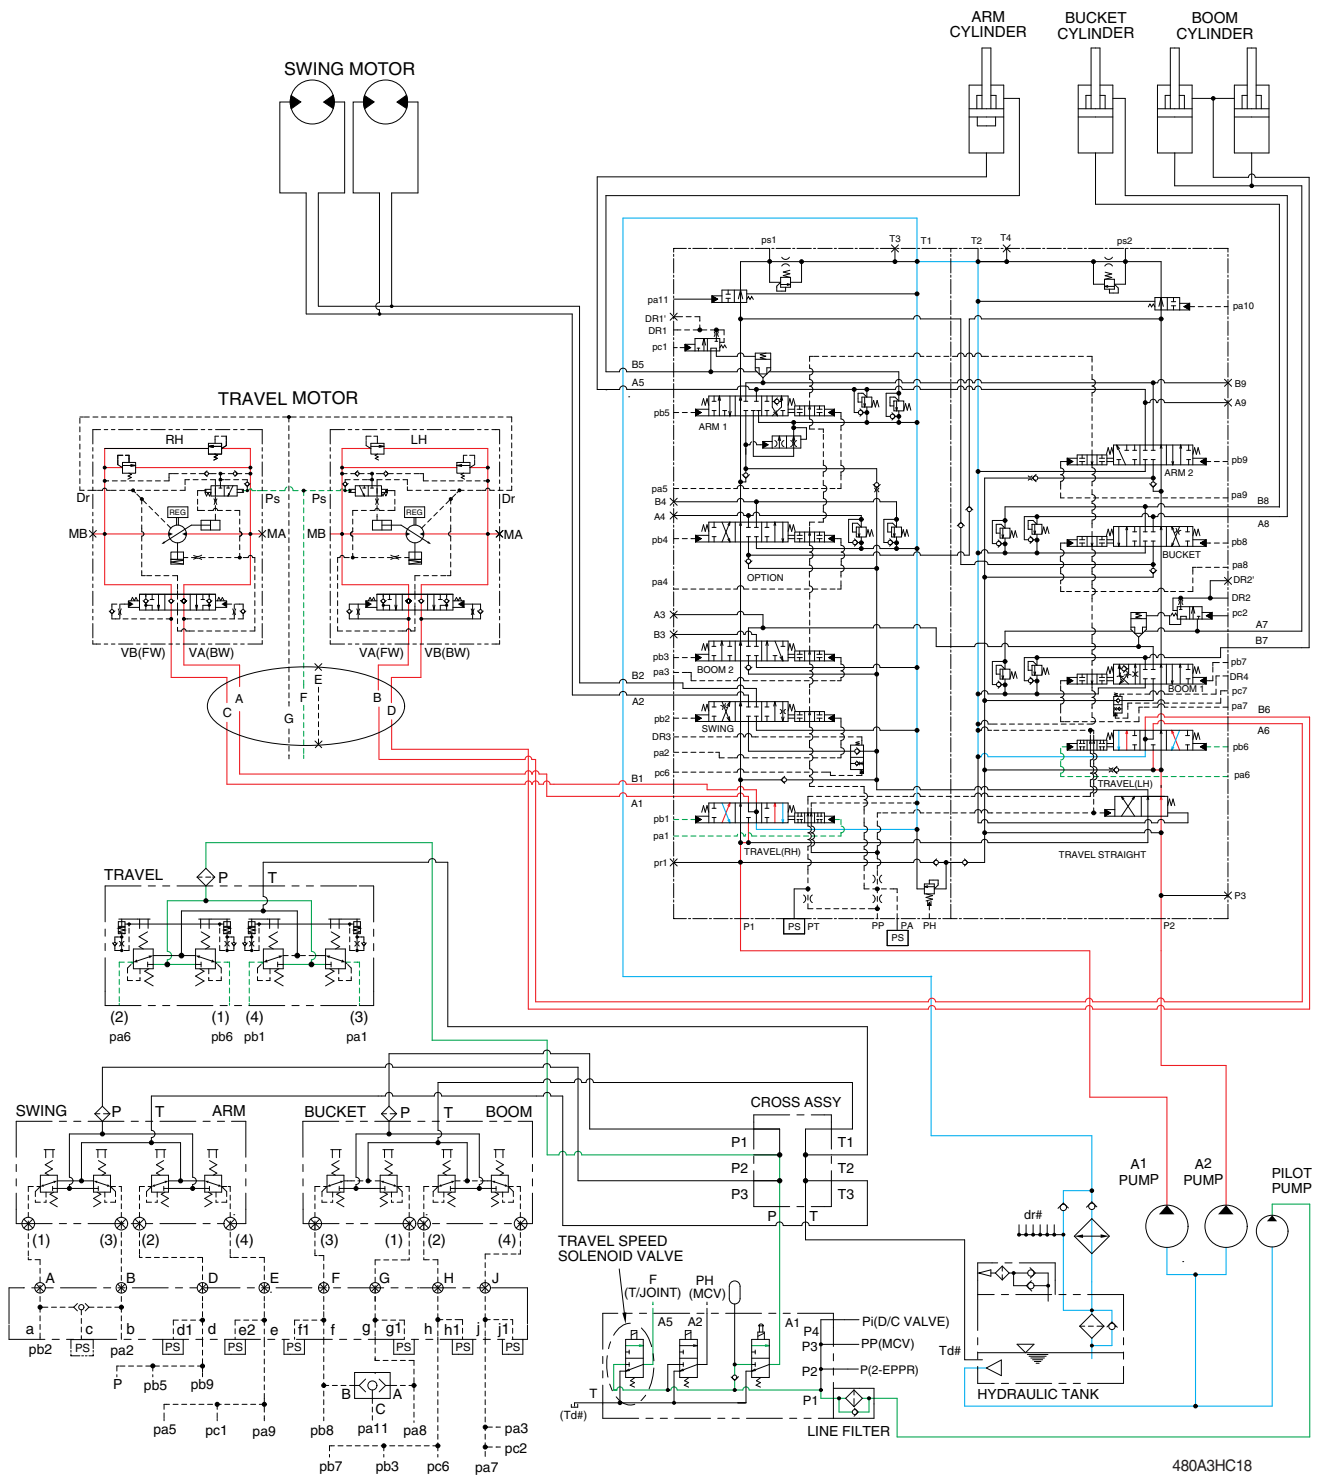 ARM
CYLINDER
BUCKET
CYLINDER
BOOM
CYLINDER
SWING MOTOR
ps1
T3
T1
T2
T4
ps2
pa11
pa10
DR1'
DR1
pc1
B5
A5
B9
A9
pb5
ARM 1
pb9
ARM 2
pa5
pa9
B4
B8
A4
A8
pb4
pb8
BUCKET
OPTION
pa8
pa4
DR2'
DR2
A3
pc2
B3
A7
B7
pb3
BOOM 2
pb7
pa3
DR4
BOOM 1
pc7
B2
pa7
A2
B6
pb2
SWING
A6
DR3
pb6
pa2
pc6
pa6
B1
TRAVEL(LH)
A1
pb1
pa1
TRAVEL(RH)
TRAVEL STRAIGHT
pr1
P3
P1
PS
PT
PP
PA
PH
P2
PS
TRAVEL MOTOR
RH
LH
Dr
Ps
Ps
Dr
REG
REG
MB
MA
MB
MA
VB(FW)
VA(BW)
VA(FW)
VB(BW)
E
A
F
B
C
G
D
TRAVEL
P
T
(2)
(1)
(4)
(3)
pa6
pb6
pb1
pa1
SWING
P
T
ARM
BUCKET
P
T
BOOM
(1)
(3)
(2)
(4)
(3)
(1)
(2)
(4)
A
B
D
E
F
G
H
J
a
c
b
d1
d
e2
e
f1
f
g
g1
h
h1
j
j1
pb2
PS
pa2
PS
PS
PS
PS
PS
PS
P
pb5
pb9
B
A
C
pa5
pc1
pa9
pb8
pa11
pa8
pa3
pc2
pb7
pb3
pc6
pa7
CROSS ASSY
P1
T1
P2
T2
P3
T3
P
T
TRAVEL SPEED
SOLENOID VALVE
F
(T/JOINT)
PH
(MCV)
A5
A2
A1
P4
Pi(D/C VALVE)
P3
PP(MCV)
P2
P(2-EPPR)
P1
T
(Td#)
LINE FILTER
A1
PUMP
A2
PUMP
PILOT
PUMP
dr#
Td#
HYDRAULIC TANK
480A3HC18